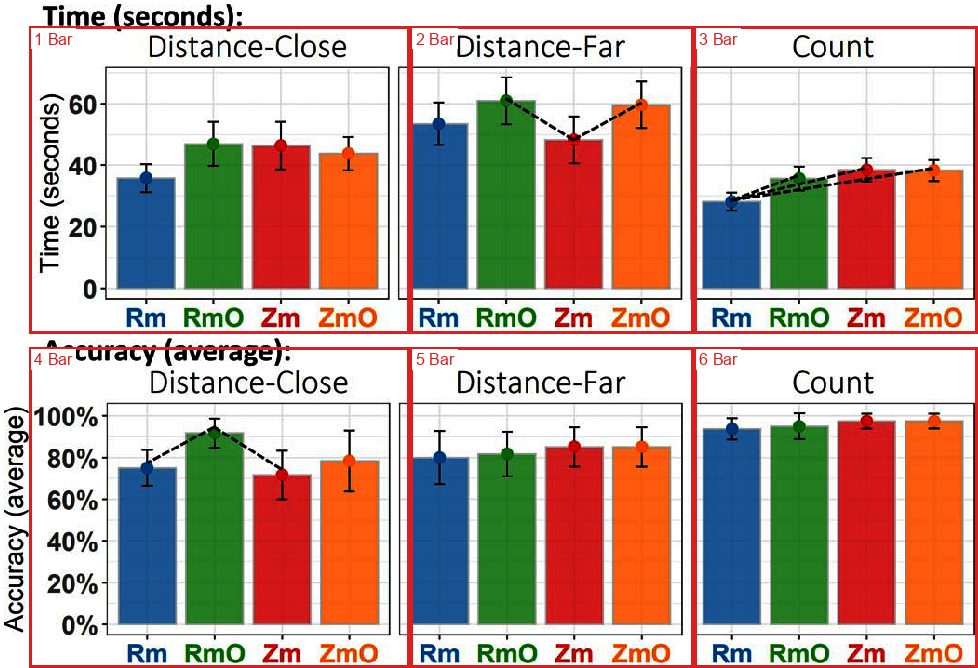 Time (seconds):
1 Bar
2 Bar
3 Bar
Distance-Close
Distance-Far
Count
Time (seconds)
60
40
20
0
Rm RmO Zm ZmO
Rm RmO Zm ZmO
Rm RmO Zm ZmO
Accuracy (average):
4 Bar
5 Bar
6 Bar
Distance-Close
Distance-Far
Count
Accuracy (average)
100%
80%
60%
40%
20%
0%
Rm RmO Zm ZmO
Rm RmO Zm ZmO
Rm RmO Zm ZmO